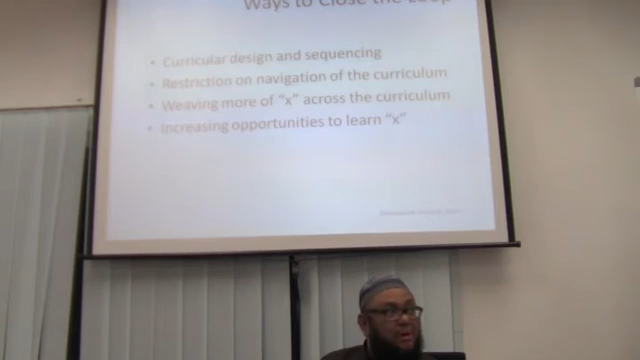 Ways to Close the Loop
• Curricular design and sequencing
• Restriction on navigation of the curriculum
• Weaving more of “x” across the curriculum
• Increasing opportunities to learn “x”